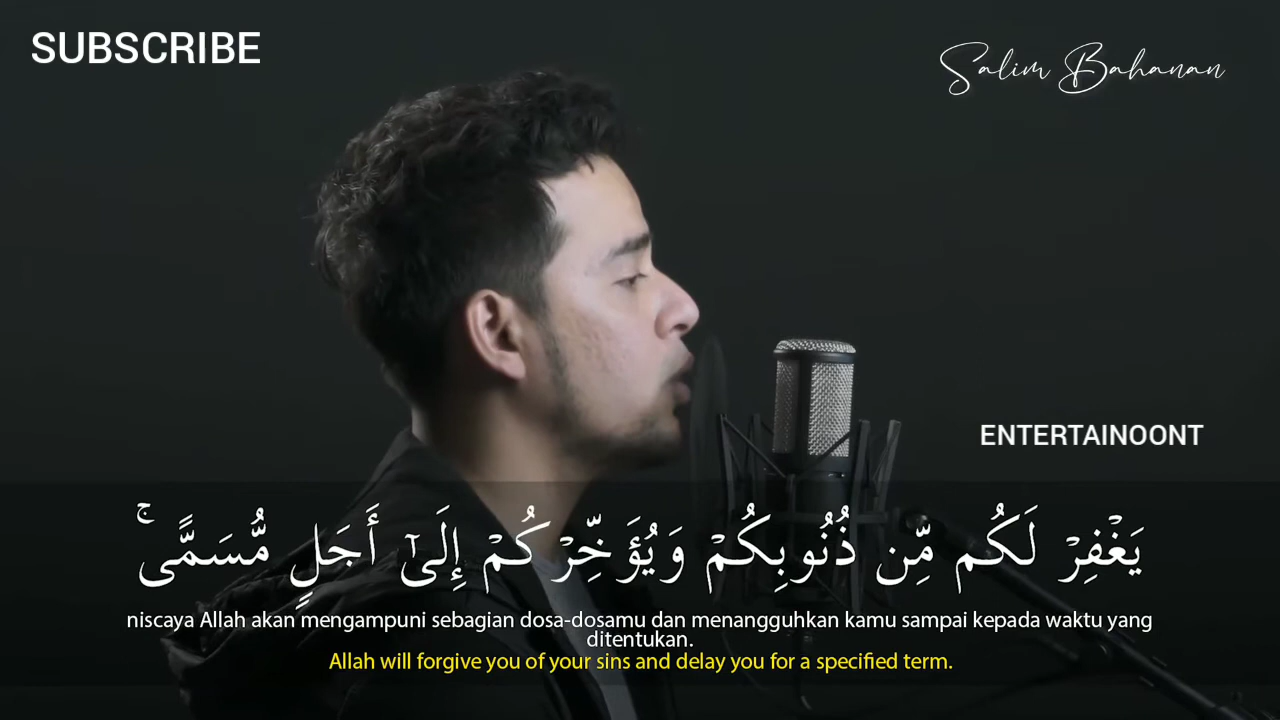 SUBSCRIBE
Salim Bahanan
ENTERTAINOONT
يَغْفِرْ لَكُم مِّن ذُنُوبِكُمْ وَيُؤَخِّرْكُمْ إِلَىٰٓ أَجَلٍ مُّسَمًّىۚ
niscaya Allah akan mengampuni sebagian dosa-dosamu dan menangguhkan kamu sampai kepada waktu yang
ditentukan.
Allah will forgive you of your sins and delay you for a specified term.